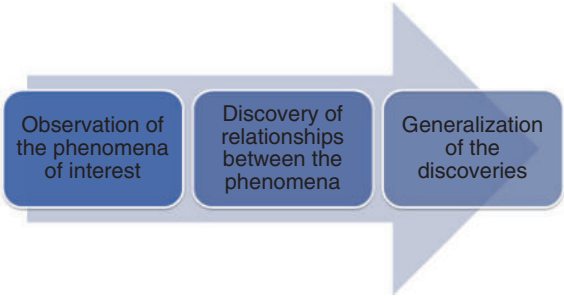 Observation of
the phenomena
of interest
Discovery of
relationships
between the
phenomena
Generalization
of the
discoveries